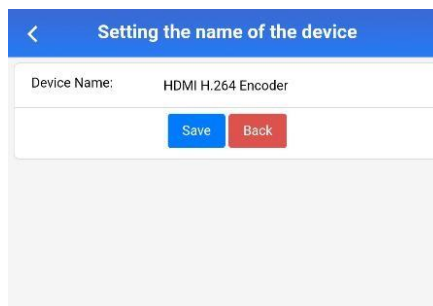 Setting the name of the device
Device Name: HDMI H.264 Encoder
Save Back